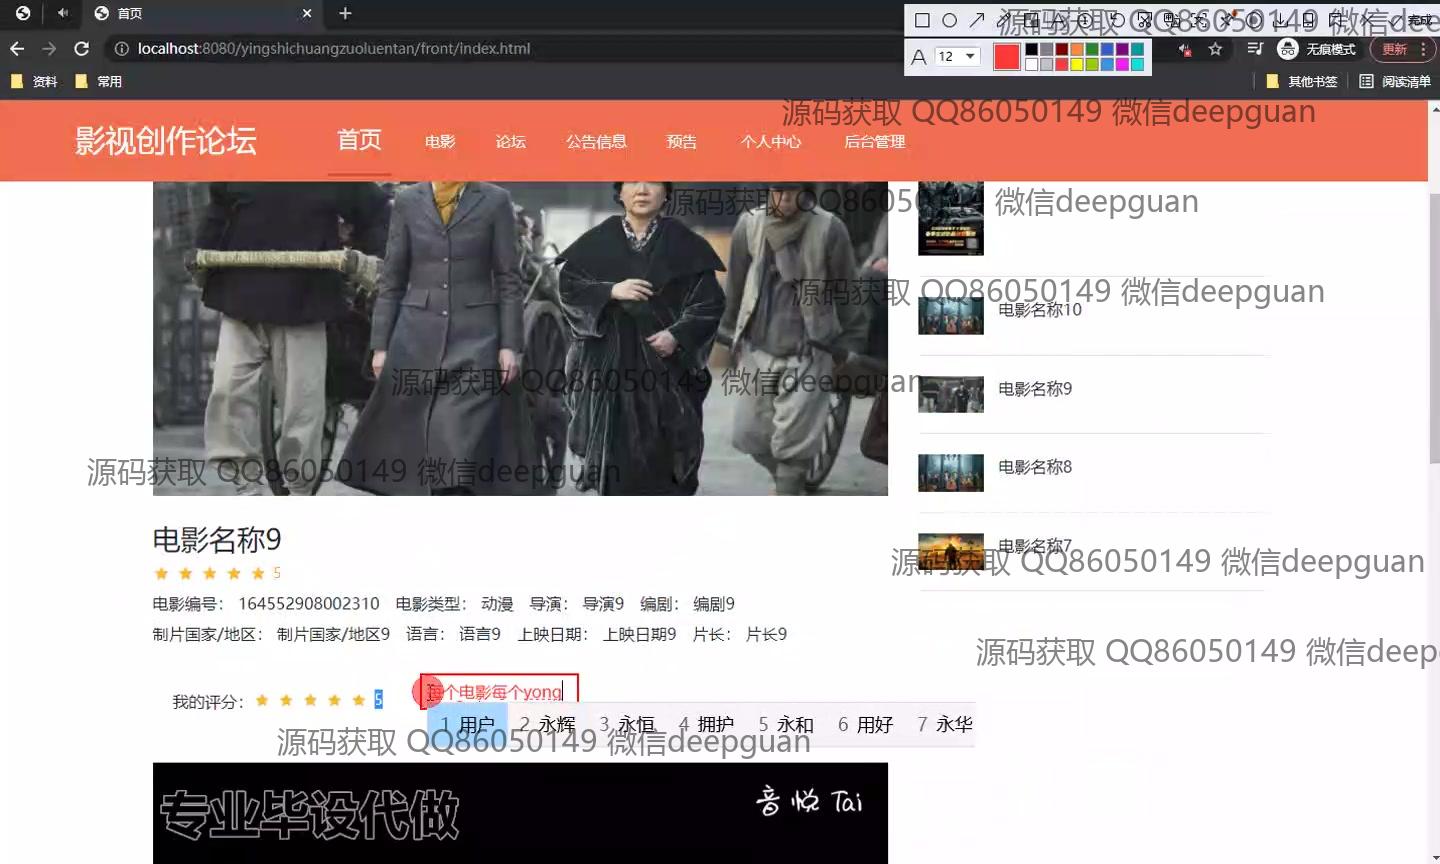 首页
完成
localhost:8080/yingshichuangzuoluentan/front/index.html
A 12
无痕模式
更新
资料 常用
其他书签 阅读清单
源码获取 QQ86050149 微信deepguan
影视创作论坛 首页 电影 论坛 公告信息 预告 个人中心 后台管理
源码获取 QQ86050149 微信deepguan
源码获取 QQ86050149 微信deepguan
电影名称10
源码获取 QQ86050149 微信deepguan
电影名称9
源码获取 QQ86050149 微信deepguan
电影名称8
电影名称7
源码获取 QQ86050149 微信deepguan
电影名称9
5
电影编号： 164552908002310 电影类型： 动漫 导演： 导演9 编剧： 编剧9
制片国家/地区： 制片国家/地区9 语言： 语言9 上映日期： 上映日期9 片长： 片长9
源码获取 QQ86050149 微信deep
我的评分： 5
每个电影每个yong
1 用户 2 永辉 3 永恒 4 拥护 5 永和 6 用好 7 永华
源码获取 QQ86050149 微信deepguan
专业毕设代做
音悦Tai